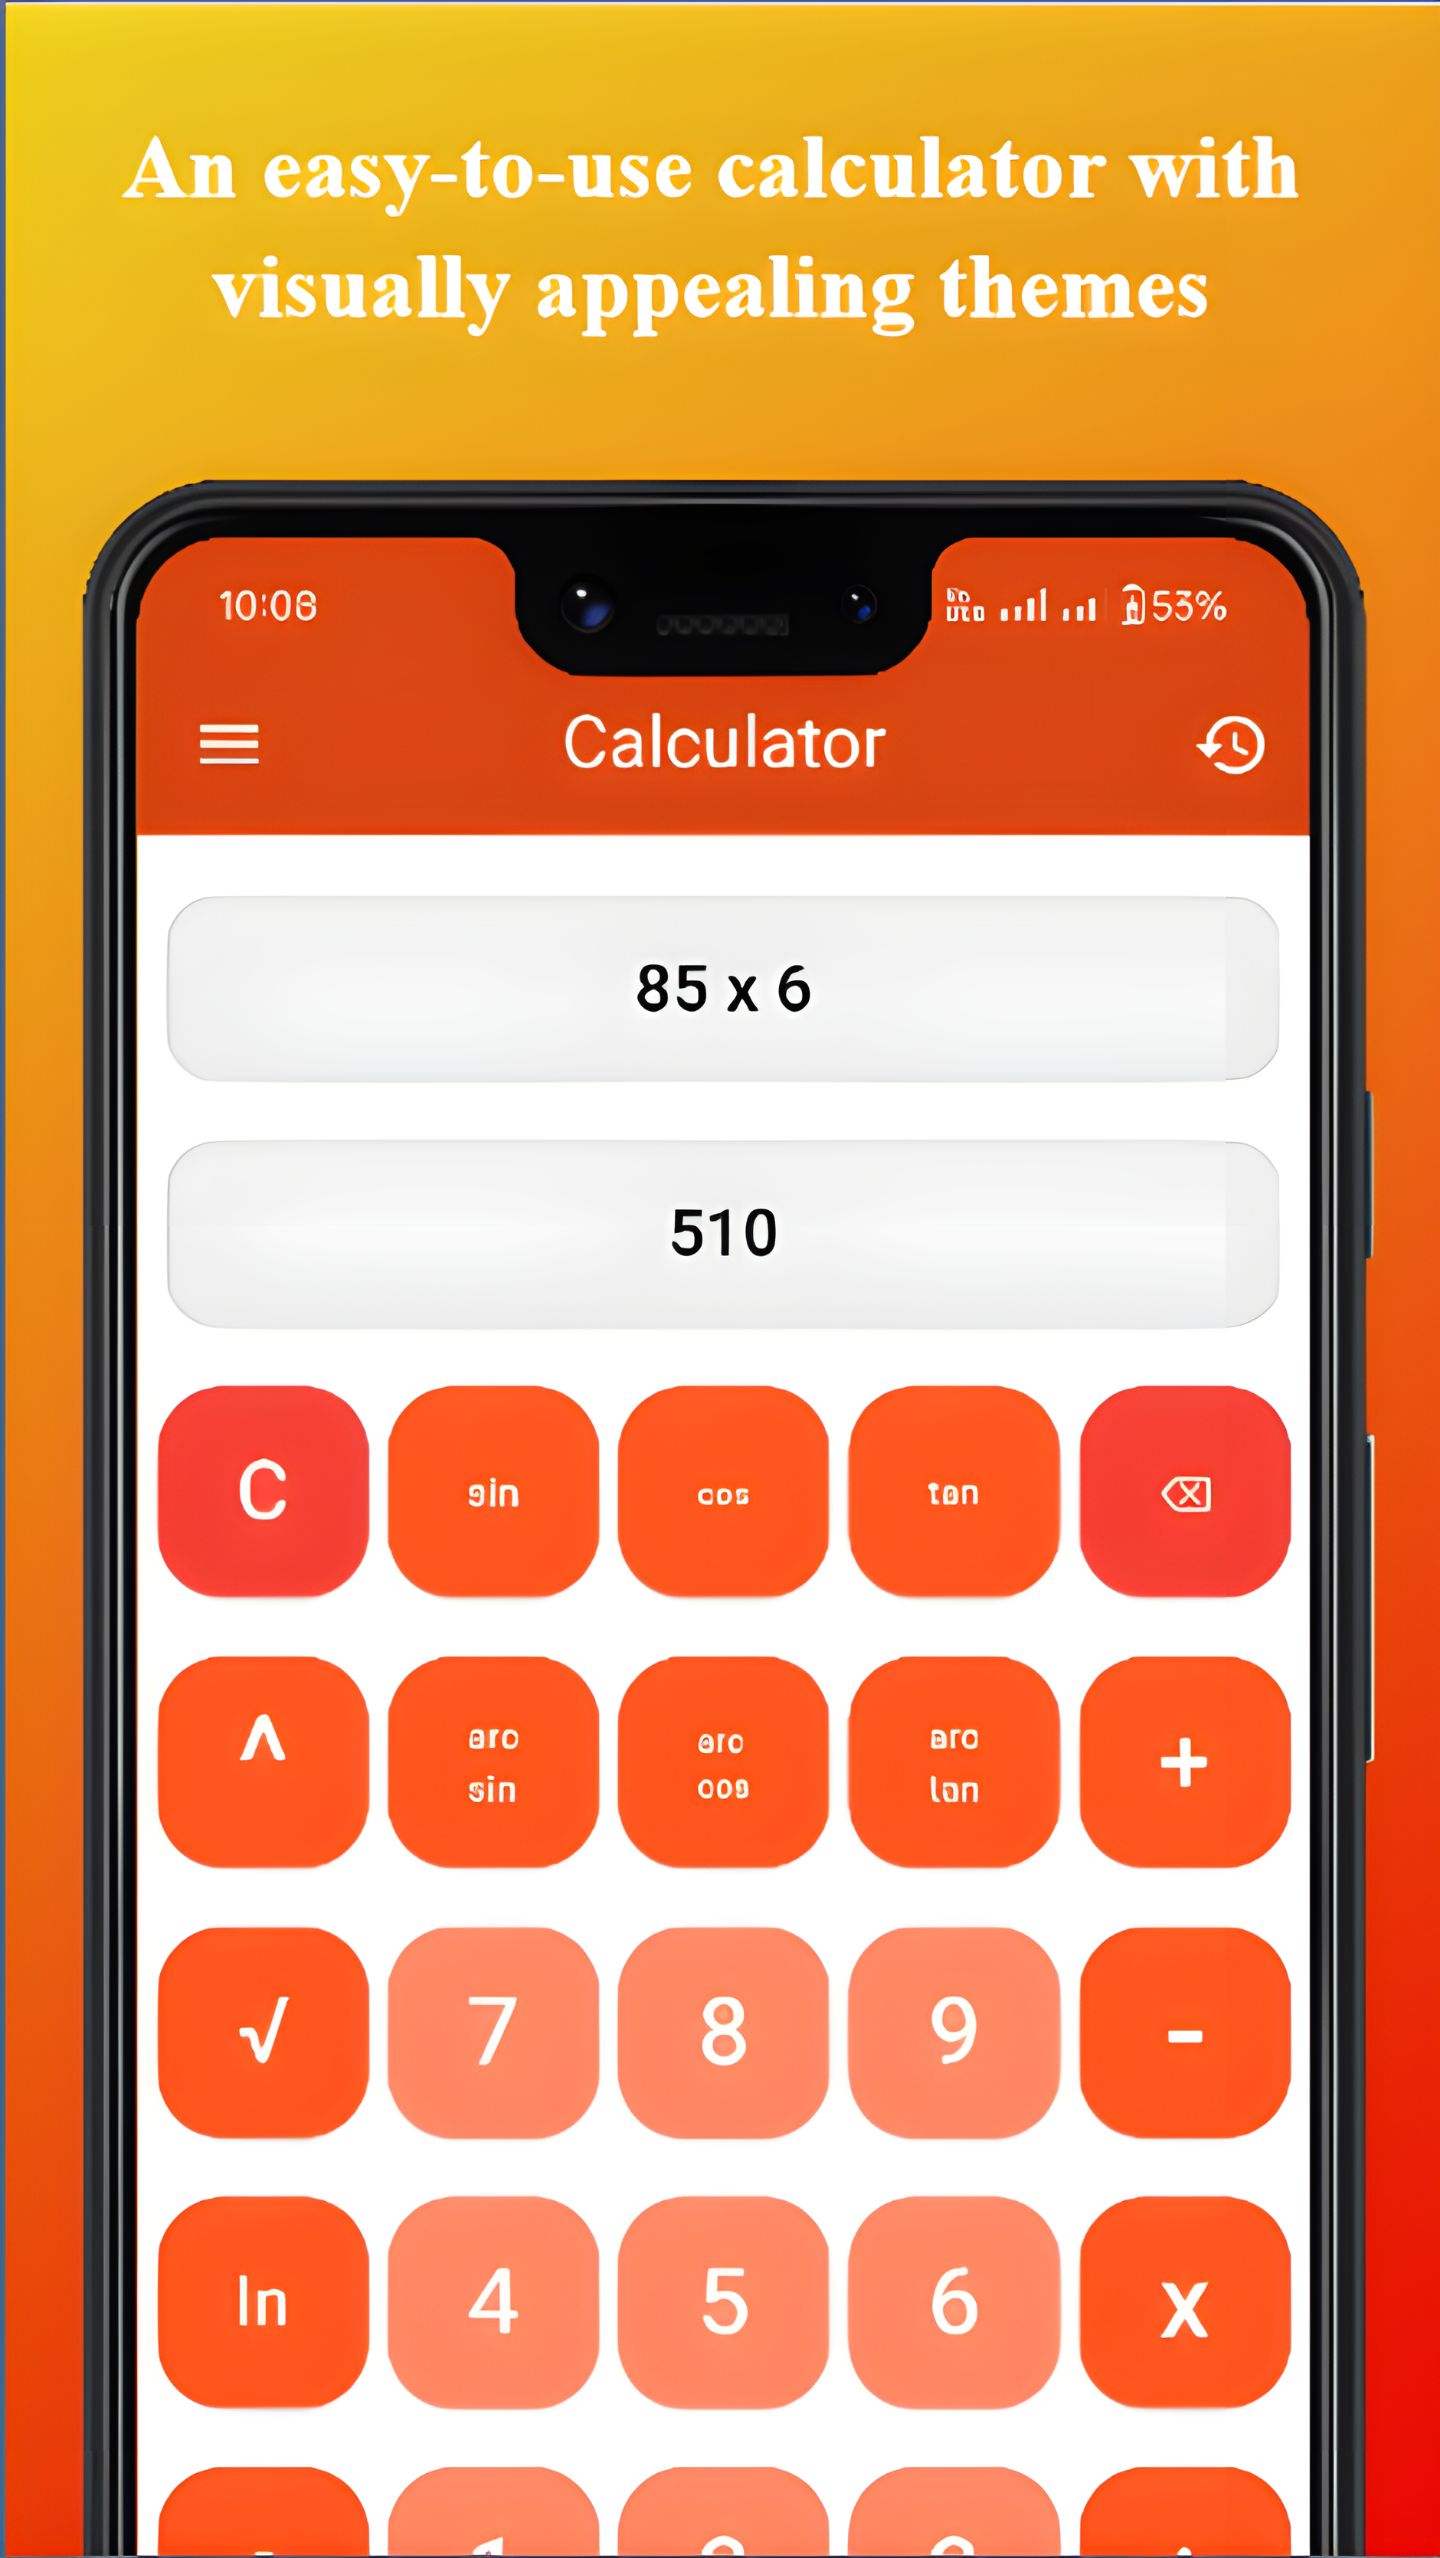 An easy-to-use calculator with
visually appealing themes
10:08
53%
Calculator
85 x 6
510
C sin cos tan
^ arc sin arc cos arc tan +
√ 7 8 9 -
ln 4 5 6 x